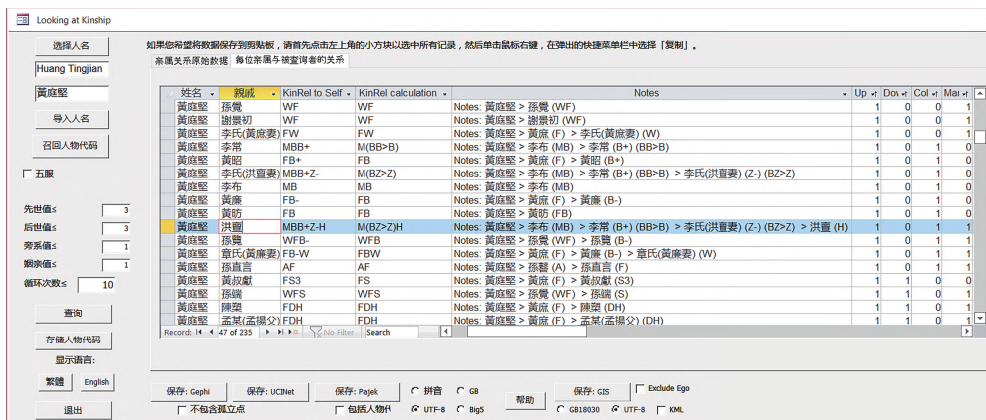 Looking at Kinship
选择人名
Huang Tingjian
黃庭堅
导入人名
召回人物代码
五服
先世值≤ 3
后世值≤ 3
旁系值≤ 1
姻亲值≤ 1
循环次数≤ 10
查询
存储人物代码
显示语言:
繁體 English
退出
如果您希望将数据保存到剪贴板，请首先点击左上角的小方块以选中所有记录，然后单击鼠标右键，在弹出的快捷菜单栏中选择「复制」。
亲属关系原始数据 每位亲属与被查询者的关系
姓名 親戚 KinRel to Self KinRel calculation Notes Up Dov Col Mar
黃庭堅 孫覺 WF WF Notes: 黃庭堅 > 孫覺 (WF) 1 0 0 1
黃庭堅 謝景初 WF WF Notes: 黃庭堅 > 謝景初 (WF) 1 0 0 1
黃庭堅 李氏(黃庶妻) FW FW Notes: 黃庭堅 > 黃庶 (F) > 李氏(黃庶妻) (W) 1 0 0 1
黃庭堅 李常 MBB+ M(BB>B) Notes: 黃庭堅 > 李布 (MB) > 李常 (B+) (BB>B) 1 0 1 0
黃庭堅 黃昭 FB+ FB Notes: 黃庭堅 > 黃庶 (F) > 黃昭 (B+) 1 0 1 0
黃庭堅 李氏(洪亶妻) MBB+Z- M(BZ>Z) Notes: 黃庭堅 > 李布 (MB) > 李常 (B+) (BB>B) > 李氏(洪亶妻) (Z-) (BZ>Z) 1 0 1 0
黃庭堅 李布 MB MB Notes: 黃庭堅 > 李布 (MB) 1 0 1 0
黃庭堅 黃廉 FB- FB Notes: 黃庭堅 > 黃庶 (F) > 黃廉 (B-) 1 0 1 0
黃庭堅 黃昉 FB FB Notes: 黃庭堅 > 黃昉 (FB) 1 0 1 0
黃庭堅 洪亶 MBB+Z-H M(BZ>Z)H Notes: 黃庭堅 > 李布 (MB) > 李常 (B+) (BB>B) > 李氏(洪亶妻) (Z-) (BZ>Z) > 洪亶 (H) 1 0 1 1
黃庭堅 孫覽 WFB- WFB Notes: 黃庭堅 > 孫覺 (WF) > 孫覽 (B-) 1 0 1 1
黃庭堅 章氏(黃廉妻) FB-W FBW Notes: 黃庭堅 > 黃庶 (F) > 黃廉 (B-) > 章氏(黃廉妻) (W) 1 0 1 1
黃庭堅 孫直言 AF AF Notes: 黃庭堅 > 孫醫 (A) > 孫直言 (F) 1 0 1 1
黃庭堅 黃叔獻 FS3 FS Notes: 黃庭堅 > 黃庶 (F) > 黃叔獻 (S3) 1 1 0 0
黃庭堅 孫端 WFS WFS Notes: 黃庭堅 > 孫覺 (WF) > 孫端 (S) 1 1 0 1
黃庭堅 陳槊 FDH FDH Notes: 黃庭堅 > 黃庶 (F) > 陳槊 (DH) 1 1 0 1
黃庭堅 孟某(孟揚父) FDH FDH Notes: 黃庭堅 > 黃庶 (F) > 孟某(孟揚父) (DH) 1 1 0 1
Record: 47 of 235 No Filter Search
保存: Gephi 保存: UCINet 保存: Pajek 拼音 GB 帮助 保存: GIS Exclude Ego
不包含孤立点 包括人物f UTF-8 Big5 GB18030 UTF-8 KML